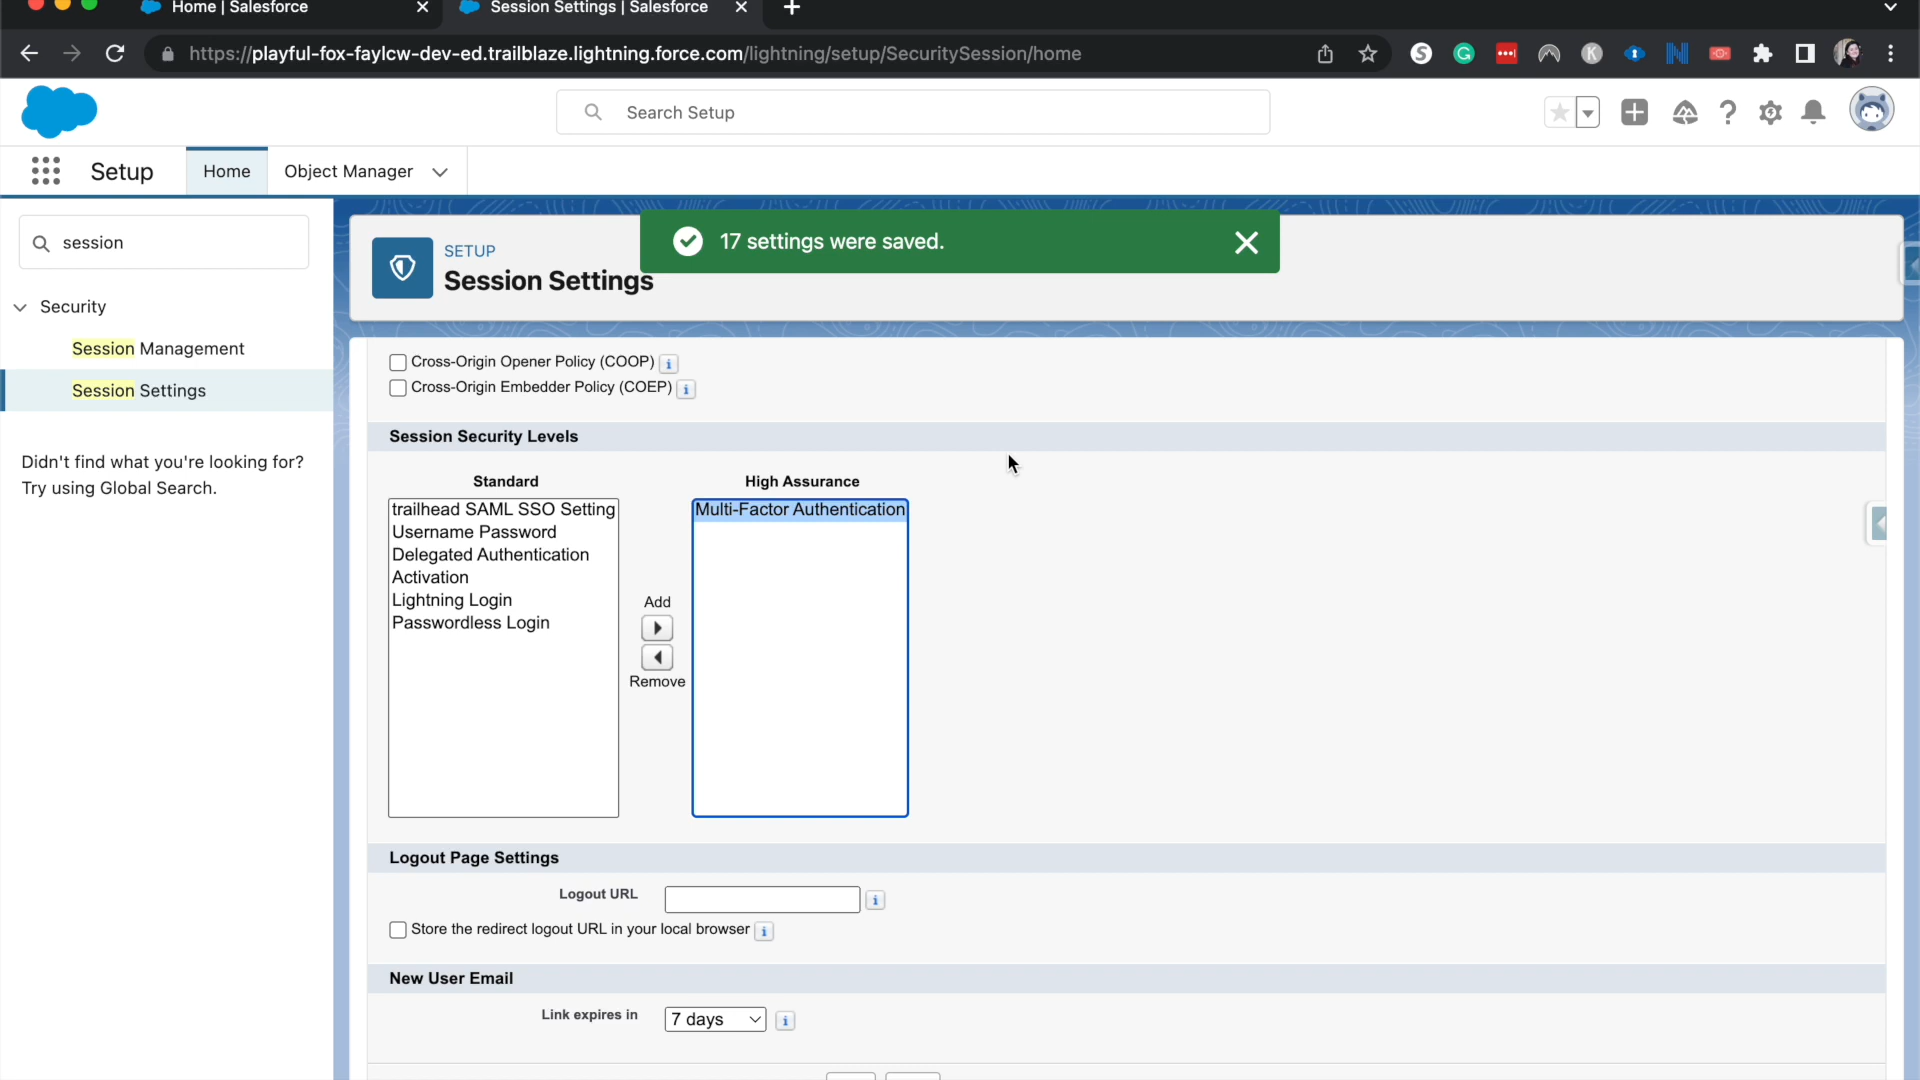 Home | Salesforce
Session Settings | Salesforce
https://playful-fox-faylcw-dev-ed.trailblaze.lightning.force.com/lightning/setup/SecuritySession/home
Search Setup
Setup
Home
Object Manager
session
Security
Session Management
Session Settings
Didn't find what you're looking for?
Try using Global Search.
SETUP
Session Settings
17 settings were saved.
Cross-Origin Opener Policy (COOP)
Cross-Origin Embedder Policy (COEP)
Session Security Levels
Standard
High Assurance
trailhead SAML SSO Setting
Username Password
Delegated Authentication
Activation
Lightning Login
Passwordless Login
Add
Remove
Multi-Factor Authentication
Logout Page Settings
Logout URL
Store the redirect logout URL in your local browser
New User Email
Link expires in
7 days